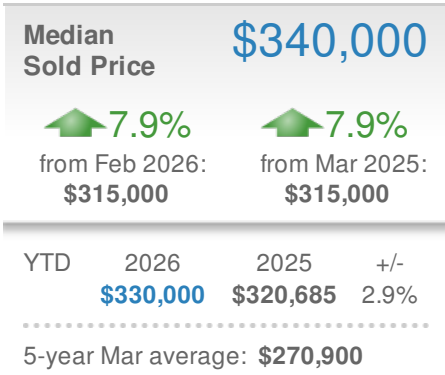 Median
Sold Price
$340,000
7.9% 7.9%
from Feb 2026: from Mar 2025:
$315,000 $315,000
YTD 2026 2025 +/-
$330,000 $320,685 2.9%
5-year Mar average: $270,900